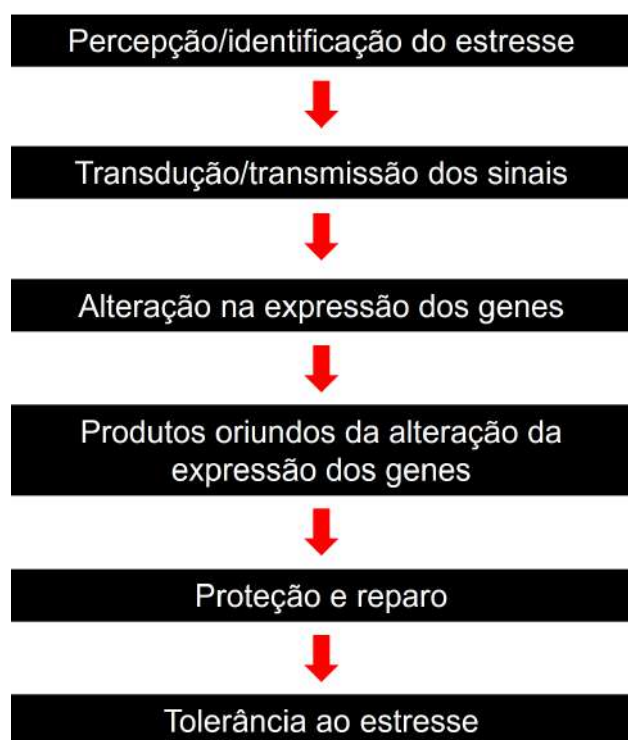 Percepção/identificação do estresse
Transdução/transmissão dos sinais
Alteração na expressão dos genes
Produtos oriundos da alteração da
expressão dos genes
Proteção e reparo
Tolerância ao estresse